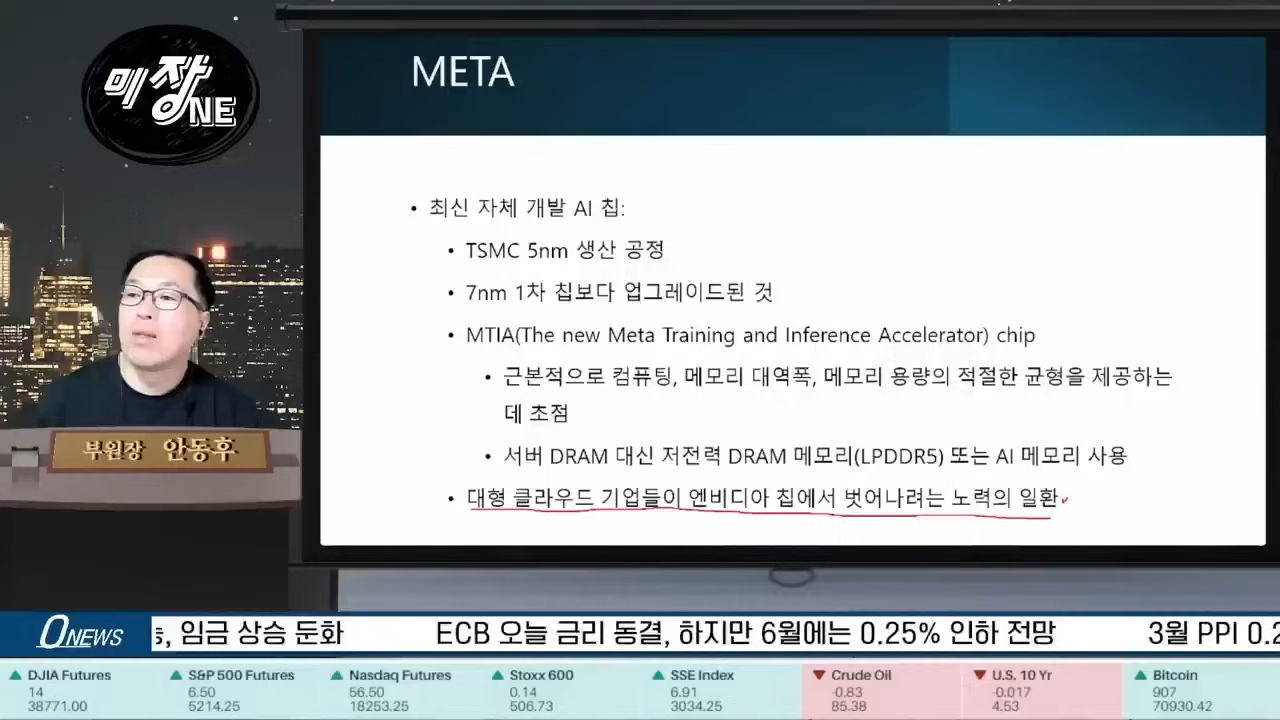 미장
ONE
META
• 최신 자체 개발 AI 칩:
• TSMC 5nm 생산 공정
• 7nm 1차 칩보다 업그레이드된 것
• MTIA(The new Meta Training and Inference Accelerator) chip
• 근본적으로 컴퓨팅, 메모리 대역폭, 메모리 용량의 적절한 균형을 제공하는
데 초점
• 서버 DRAM 대신 저전력 DRAM 메모리(LPDDR5) 또는 AI 메모리 사용
• 대형 클라우드 기업들이 엔비디아 칩에서 벗어나려는 노력의 일환
부원장 안동후
ONEWS , 임금 상승 둔화 ECB 오늘 금리 동결, 하지만 6월에는 0.25% 인하 전망 3월 PPI 0.2
▲ DJIA Futures ▲ S&P 500 Futures ▲ Nasdaq Futures ▲ Stoxx 600 ▲ SSE Index ▼ Crude Oil ▼ U.S. 10 Yr ▲ Bitcoin
14 6.50 56.50 0.14 6.91 -0.83 -0.017 907
38771.00 5214.25 18253.25 506.73 3034.25 85.38 4.53 70930.42